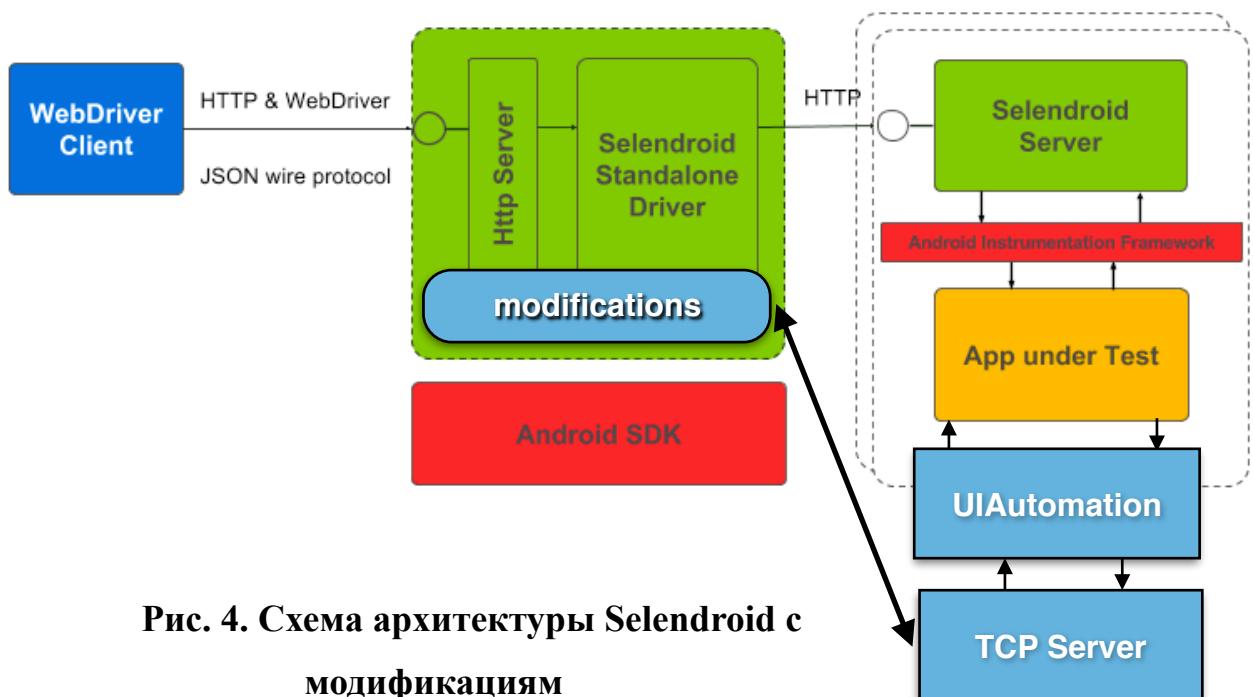 WebDriver
Client
HTTP & WebDriver
JSON wire protocol
Http Server
Selendroid
Standalone
Driver
modifications
Android SDK
HTTP
Selendroid
Server
Android Instrumentation Framework
App under Test
UIAutomation
TCP Server
Рис. 4. Схема архитектуры Selendroid с
модификациям